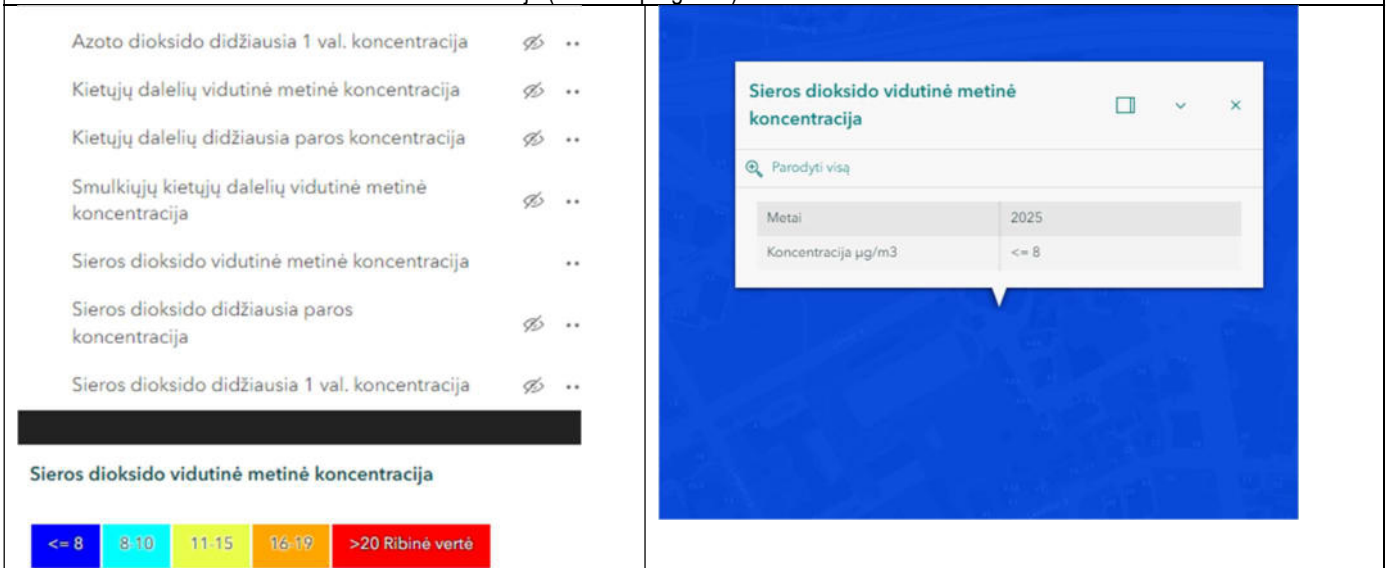 Azoto dioksido didžiausia 1 val. koncentracija
Kietųjų dalelių vidutinė metinė koncentracija
Kietųjų dalelių didžiausia paros koncentracija
Smulkiųjų kietųjų dalelių vidutinė metinė
koncentracija
Sieros dioksido vidutinė metinė koncentracija
Sieros dioksido didžiausia paros
koncentracija
Sieros dioksido didžiausia 1 val. koncentracija
Sieros dioksido vidutinė metinė koncentracija
<= 8 8-10 11-15 16-19 >20 Ribinė vertė
Sieros dioksido vidutinė metinė
koncentracija
Parodyti visą
Metai 2025
Koncentracija µg/m3 <= 8